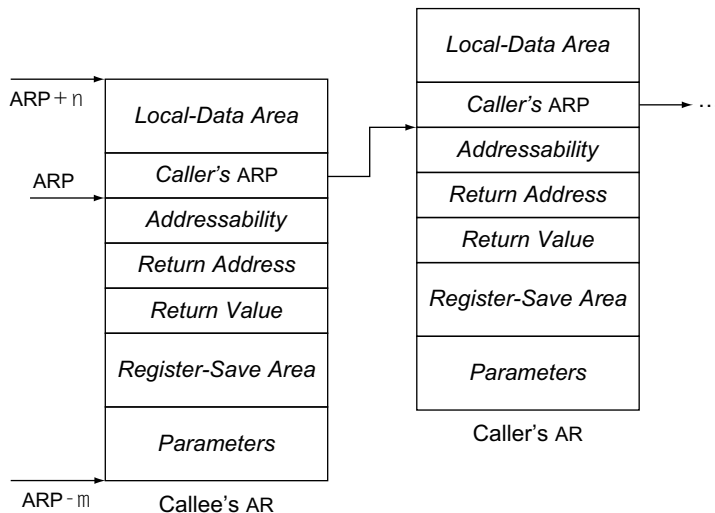 ARP+n
Local-Data Area
Caller's ARP
ARP
Addressability
Return Address
Return Value
Register-Save Area
Parameters
ARP-m
Callee's AR
Local-Data Area
Caller's ARP
..
Addressability
Return Address
Return Value
Register-Save Area
Parameters
Caller's AR